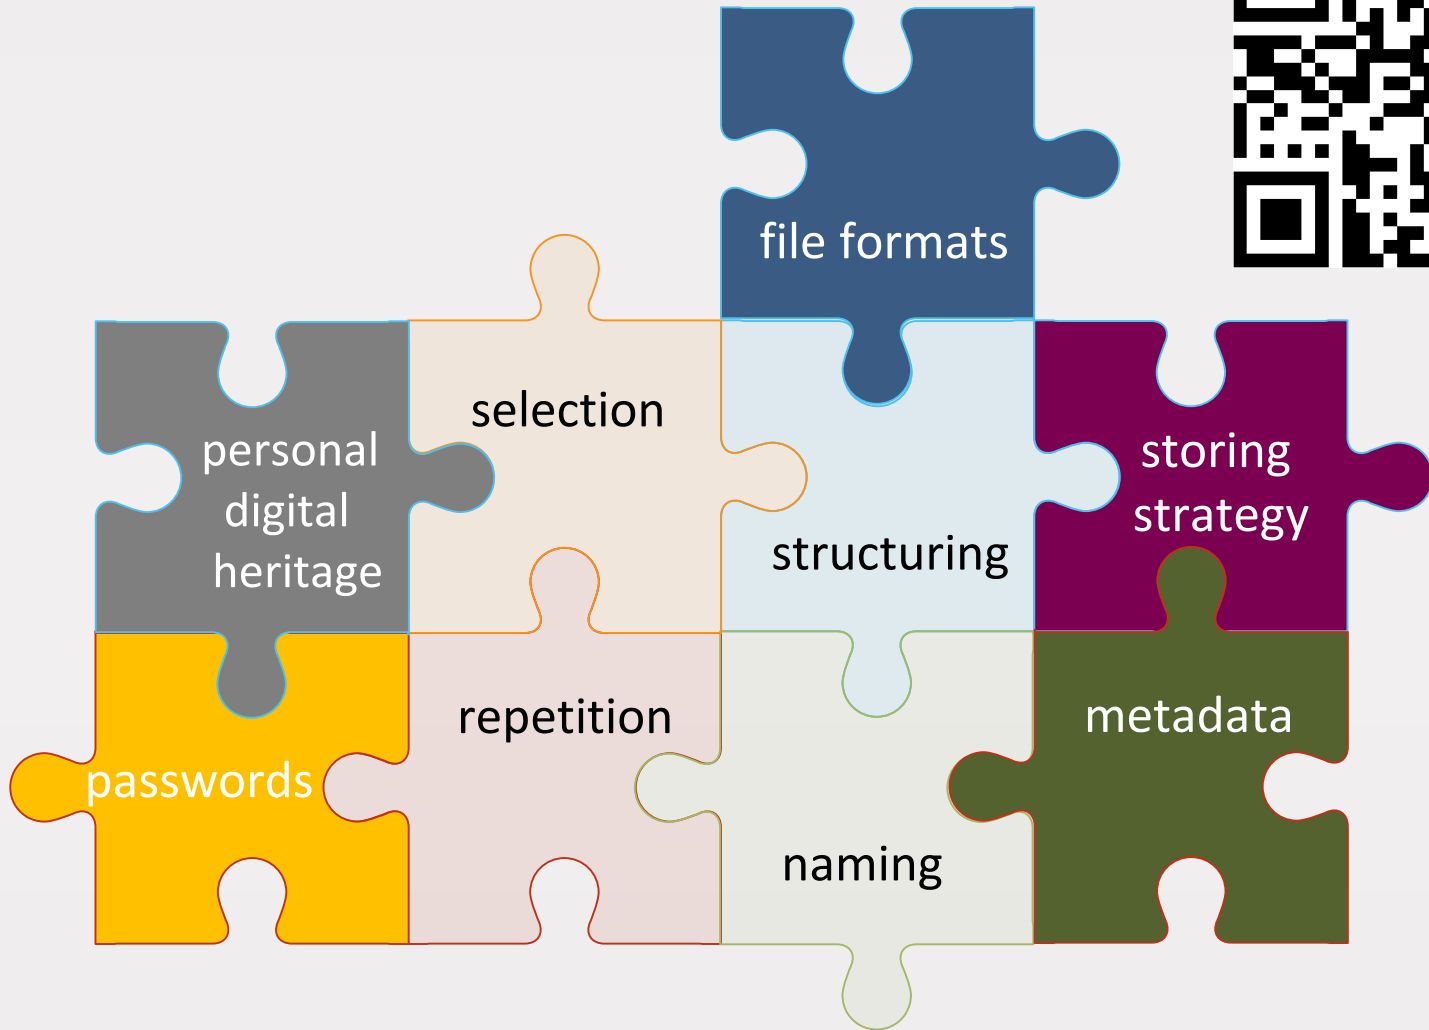 file formats
selection
personal
digital
heritage
structuring
storing
strategy
passwords
repetition
naming
metadata